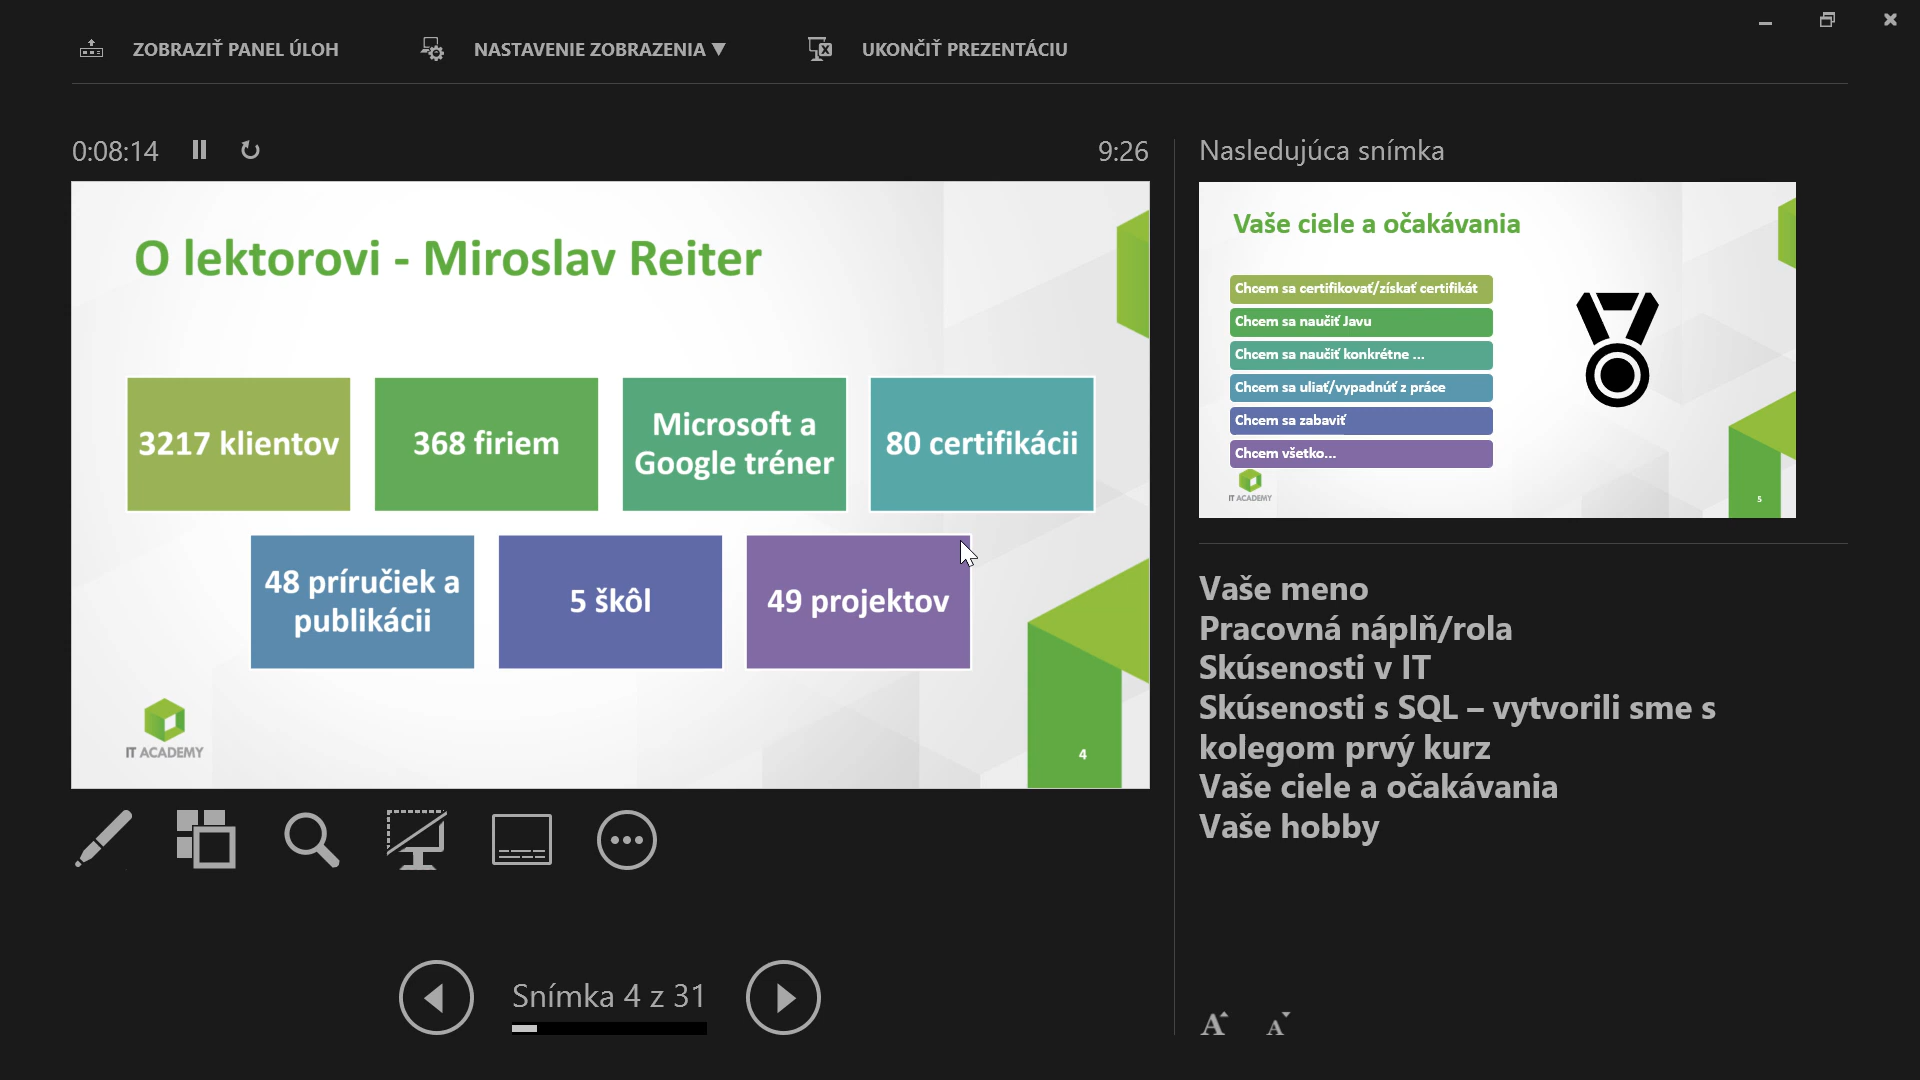 ZOBRAZIŤ PANEL ÚLOH
NASTAVENIE ZOBRAZENIA ▼
UKONČIŤ PREZENTÁCIU
0:08:14
9:26
O lektorovi - Miroslav Reiter
3217 klientov
368 firiem
Microsoft a
Google tréner
80 certifikácii
48 príručiek a
publikácii
5 škôl
49 projektov
IT ACADEMY
4
Snímka 4 z 31
Nasledujúca snímka
Vaše ciele a očakávania
Chcem sa certifikovať/získať certifikát
Chcem sa naučiť Javu
Chcem sa naučiť konkrétne ...
Chcem sa uliať/vypadnúť z práce
Chcem sa zabaviť
Chcem všetko...
IT ACADEMY
5
Vaše meno
Pracovná náplň/rola
Skúsenosti v IT
Skúsenosti s SQL – vytvorili sme s
kolegom prvý kurz
Vaše ciele a očakávania
Vaše hobby
A A